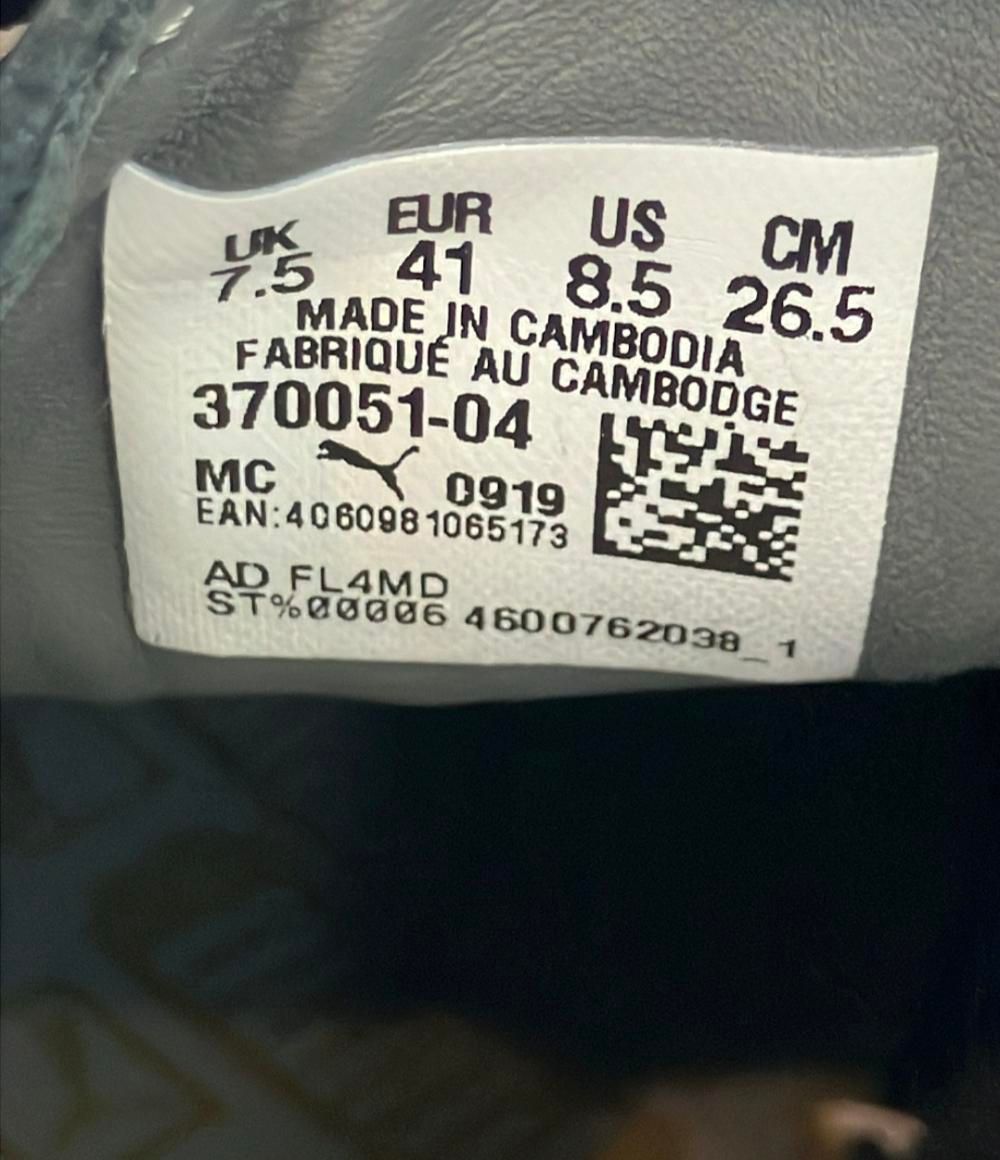 UK EUR US CM
7.5 41 8.5 26.5
MADE IN CAMBODIA
FABRIQUÉ AU CAMBODGE
370051-04
MC 0919
EAN:4060981065173
AD FL4MD
ST%00006 4600762038_1